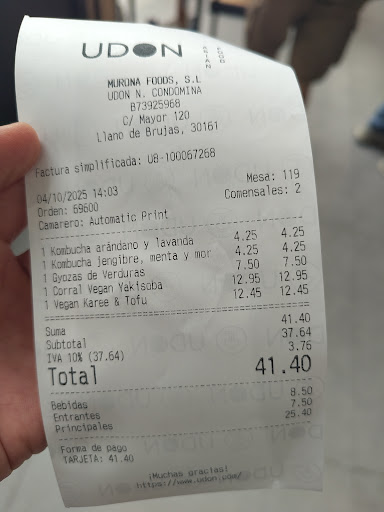 UDON
MURONA FOODS, S.L
UDON N. CONDOMINA
B73925968
C/ Mayor 120
Llano de Brujas, 30161
Factura simplificada: UB-100067268
04/10/2025 14:03 Mesa: 119
Orden: 69600 Comensales: 2
Camarero: Automatic Print
1 Kombucha arándano y lavanda 4.25 4.25
1 Kombucha jengibre, menta y mor 4.25 4.25
1 Gyozas de Verduras 7.50 7.50
1 Corral Vegan Yakisoba 12.95 12.95
1 Vegan Karee & Tofu 12.45 12.45
Suma 41.40
Subtotal 37.64
IVA 10% (37.64) 3.76
Total 41.40
Bebidas 8.50
Entrantes 7.50
Principales 25.40
Forma de pago
TARJETA: 41.40
¡Muchas gracias!
https://www.udon.com/